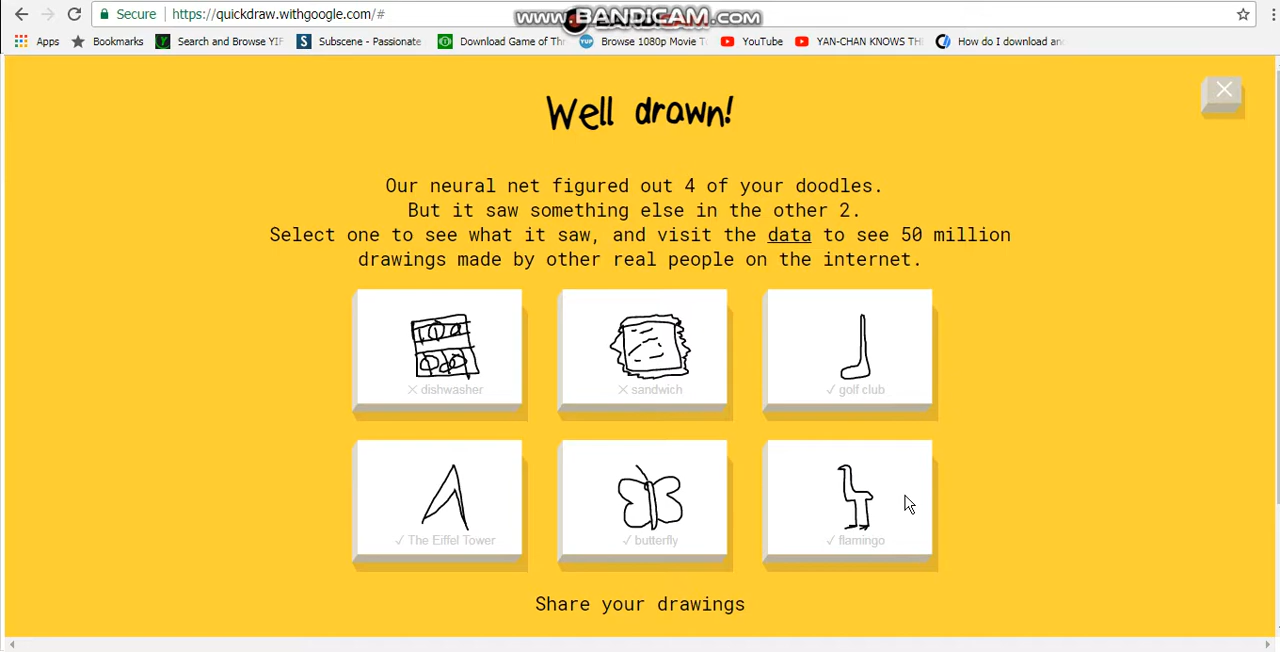 Secure https://quickdraw.withgoogle.com/#
www.BANDICAM.com
Apps Bookmarks Search and Browse YIF Subscene - Passionate Download Game of Thr Browse 1080p Movie T YouTube YAN-CHAN KNOWS TH How do I download an
Well drawn!
Our neural net figured out 4 of your doodles.
But it saw something else in the other 2.
Select one to see what it saw, and visit the data to see 50 million
drawings made by other real people on the internet.
× dishwasher × sandwich ✓ golf club
✓ The Eiffel Tower ✓ butterfly ✓ flamingo
Share your drawings